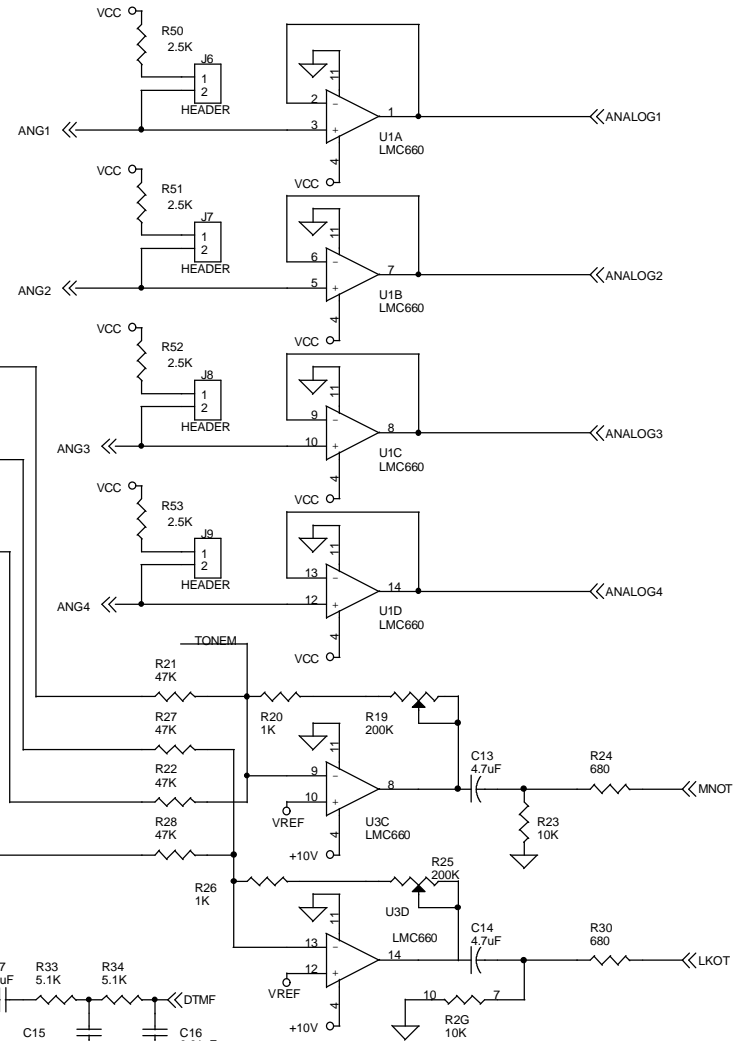 VCC
R50
2.5K
J6
1
2
HEADER
ANG1
11
2
-
3
+
1
4
U1A
LMC660
VCC
ANALOG1
VCC
R51
2.5K
J7
1
2
HEADER
ANG2
11
6
-
5
+
7
4
U1B
LMC660
VCC
ANALOG2
VCC
R52
2.5K
J8
1
2
HEADER
ANG3
11
9
-
10
+
8
4
U1C
LMC660
VCC
ANALOG3
VCC
R53
2.5K
J9
1
2
HEADER
ANG4
11
13
-
12
+
14
4
U1D
LMC660
VCC
ANALOG4
TONEM
R21
47K
R27
47K
R22
47K
R28
47K
R20
1K
R19
200K
11
9
-
10
+
8
4
VREF
U3C
LMC660
+10V
C13
4.7uF
R24
680
MNOT
R23
10K
R26
1K
R25
200K
U3D
LMC660
11
13
-
12
+
14
4
VREF
+10V
C14
4.7uF
R30
680
LKOT
10
7
R2G
10K
7
uF
R33
5.1K
R34
5.1K
DTMF
C15
C16